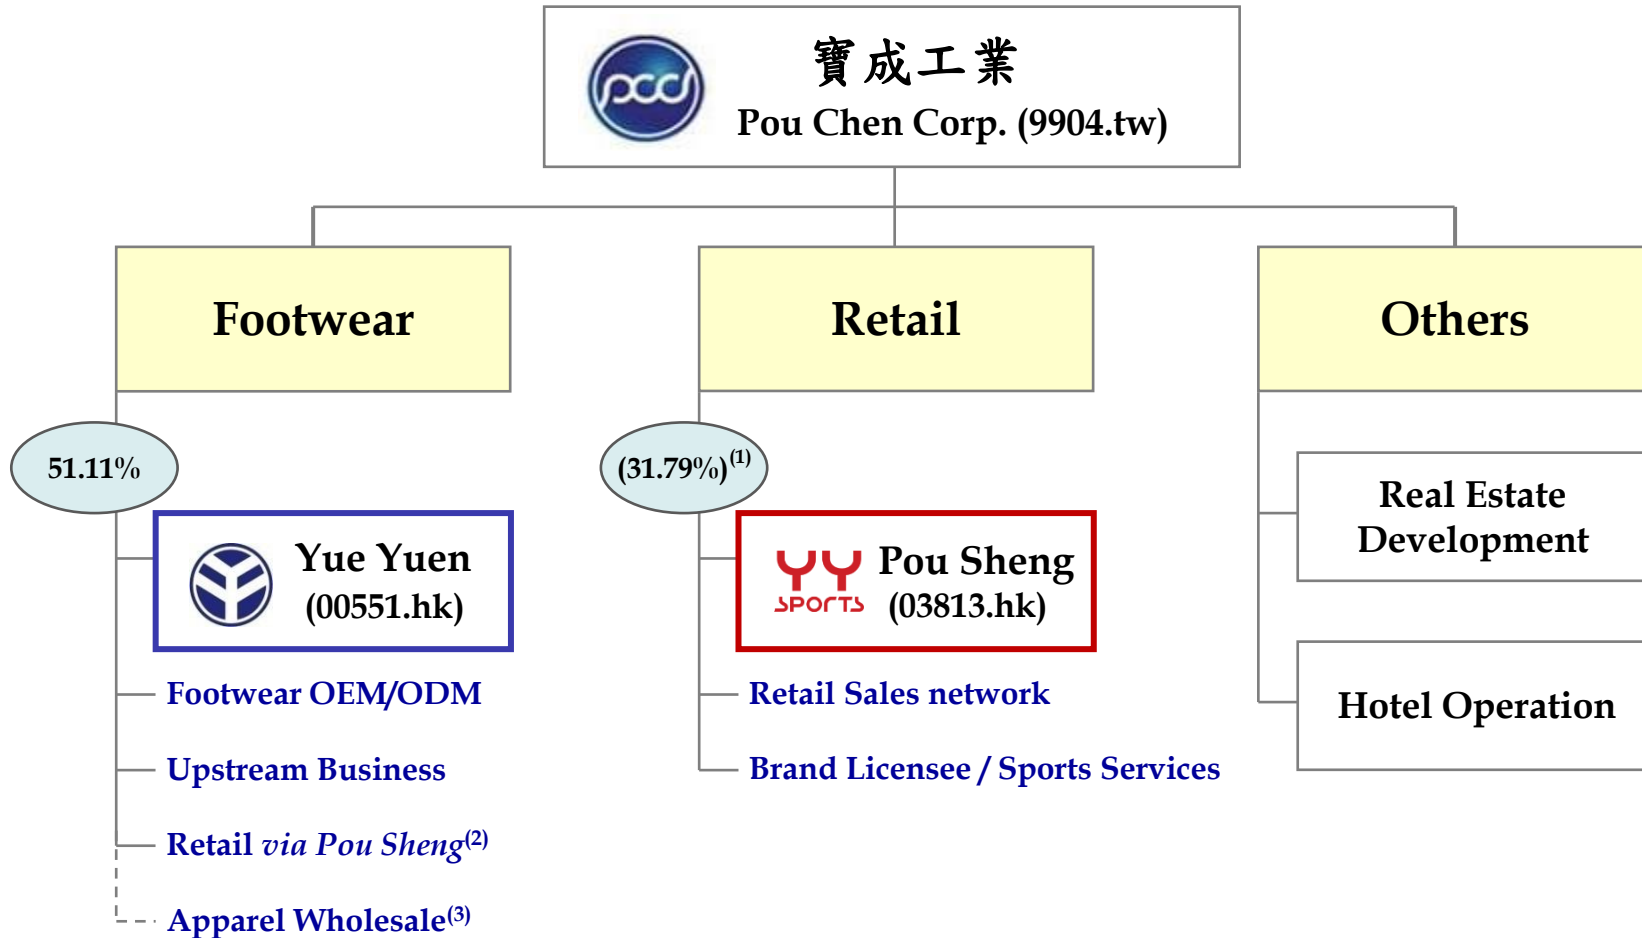 pcc
寶成工業
Pou Chen Corp. (9904.tw)
Footwear
Retail
Others
51.11%
(31.79%)(1)
Yue Yuen
(00551.hk)
YY
SPORTS
Pou Sheng
(03813.hk)
Real Estate
Development
Footwear OEM/ODM
Retail Sales network
Hotel Operation
Upstream Business
Brand Licensee / Sports Services
Retail via Pou Sheng(2)
Apparel Wholesale(3)